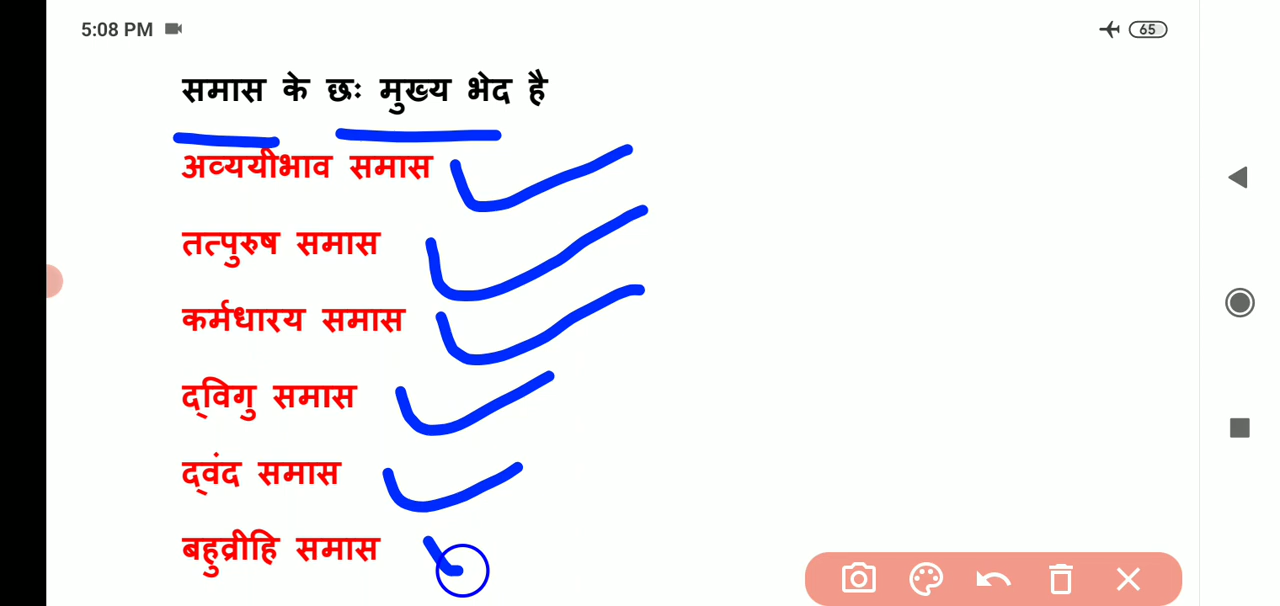 5:08 PM
65
समास के छः मुख्य भेद है
अव्ययीभाव समास
तत्पुरुष समास
कर्मधारय समास
द्विगु समास
द्वंद समास
बहुव्रीहि समास